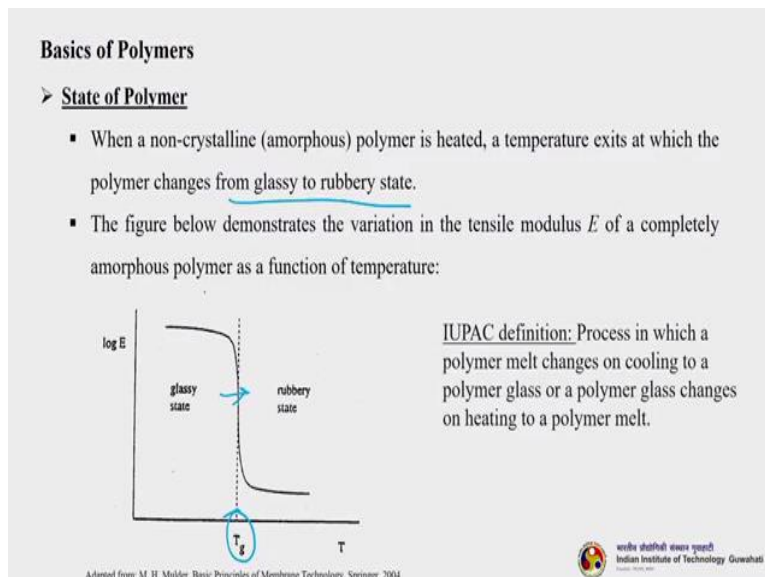 Basics of Polymers
➢ State of Polymer
▪ When a non-crystalline (amorphous) polymer is heated, a temperature exits at which the
polymer changes from glassy to rubbery state.
▪ The figure below demonstrates the variation in the tensile modulus E of a completely
amorphous polymer as a function of temperature:
log E
glassy
state
rubbery
state
Tg
T
IUPAC definition: Process in which a
polymer melt changes on cooling to a
polymer glass or a polymer glass changes
on heating to a polymer melt.
भारतीय प्रौद्योगिकी संस्थान गुवाहाटी
Indian Institute of Technology Guwahati
Adapted from: M. H. Mulder, Basic Principles of Membrane Technology, Springer, 2004